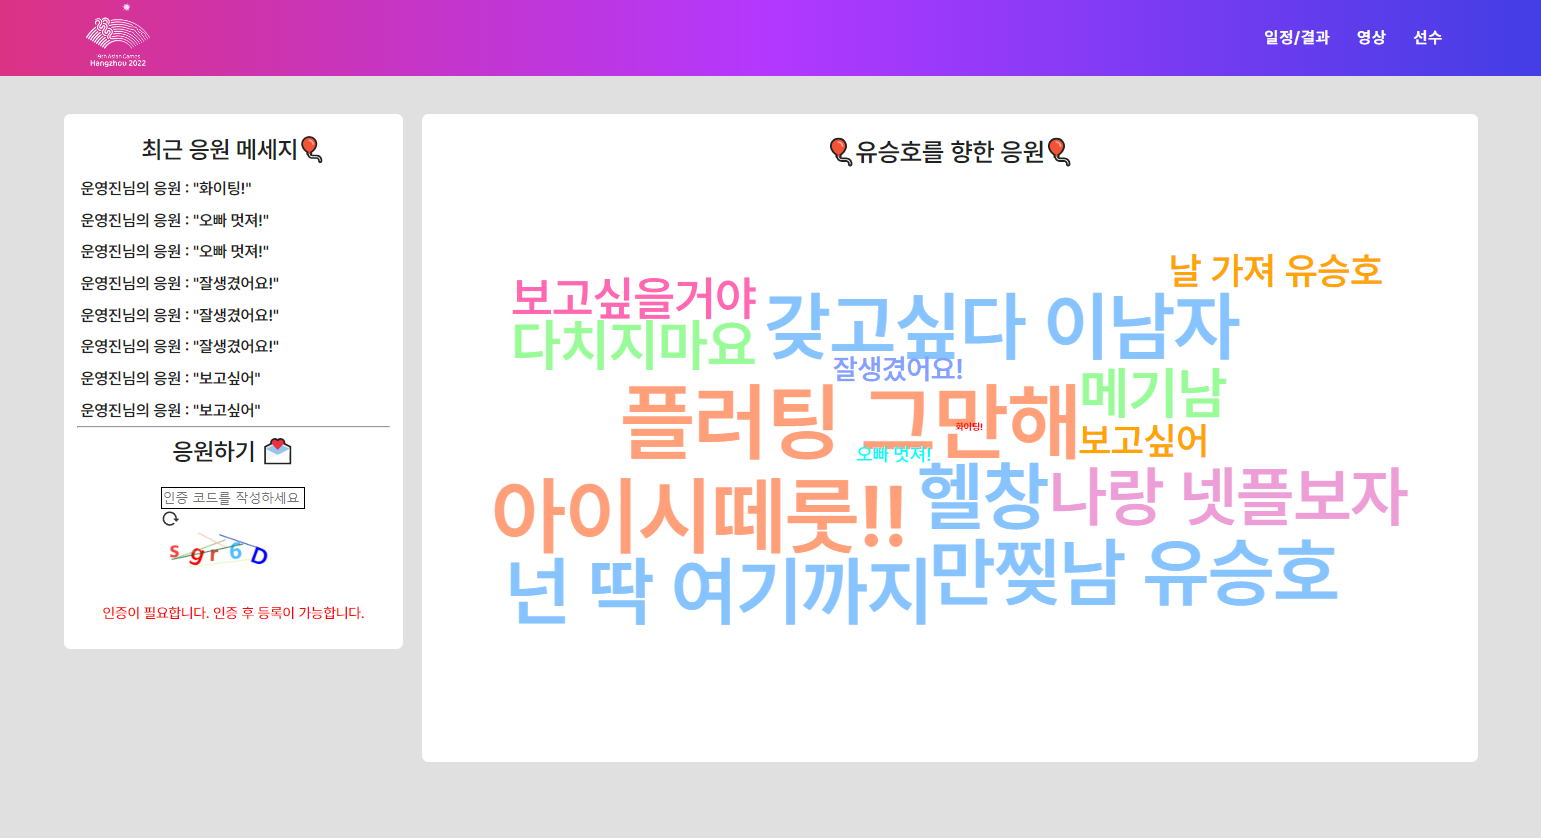 19th Asian Games
Hangzhou 2022
일정/결과 영상 선수
최근 응원 메세지
운영진님의 응원 : "화이팅!"
운영진님의 응원 : "오빠 멋져!"
운영진님의 응원 : "오빠 멋져!"
운영진님의 응원 : "잘생겼어요!"
운영진님의 응원 : "잘생겼어요!"
운영진님의 응원 : "잘생겼어요!"
운영진님의 응원 : "보고싶어"
운영진님의 응원 : "보고싶어"
응원하기
인증 코드를 작성하세요
s g r 6 D
인증이 필요합니다. 인증 후 등록이 가능합니다.
유승호를 향한 응원
날 가져 유승호
보고싶을거야
갖고싶다 이남자
다치지마요
잘생겼어요!
메기남
플러팅 그만해
화이팅!
보고싶어
오빠 멋져!
헬창
나랑 넷플보자
아이시떼룻!!
만찢남 유승호
넌 딱 여기까지